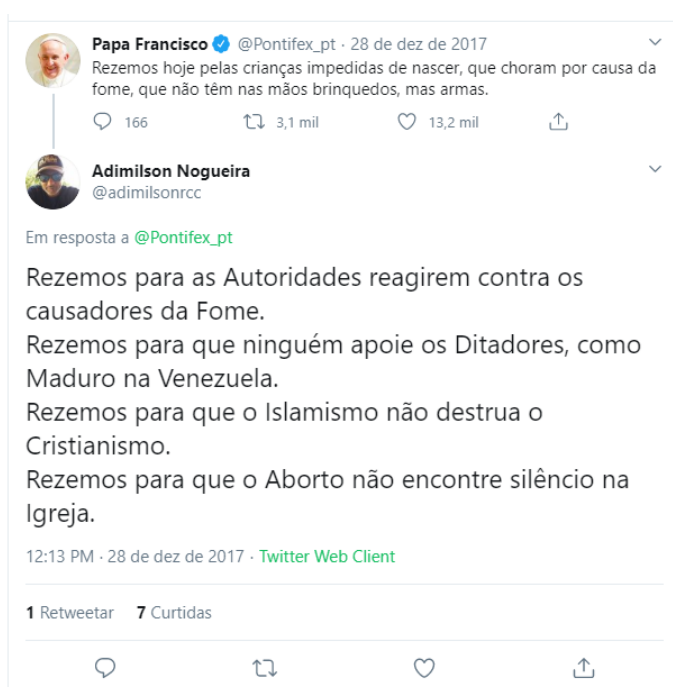 Papa Francisco @Pontifex_pt · 28 de dez de 2017
Rezemos hoje pelas crianças impedidas de nascer, que choram por causa da
fome, que não têm nas mãos brinquedos, mas armas.
166 3,1 mil 13,2 mil
Adimilson Nogueira
@adimilsonrcc
Em resposta a @Pontifex_pt
Rezemos para as Autoridades reagirem contra os
causadores da Fome.
Rezemos para que ninguém apoie os Ditadores, como
Maduro na Venezuela.
Rezemos para que o Islamismo não destrua o
Cristianismo.
Rezemos para que o Aborto não encontre silêncio na
Igreja.
12:13 PM · 28 de dez de 2017 · Twitter Web Client
1 Retweetar 7 Curtidas